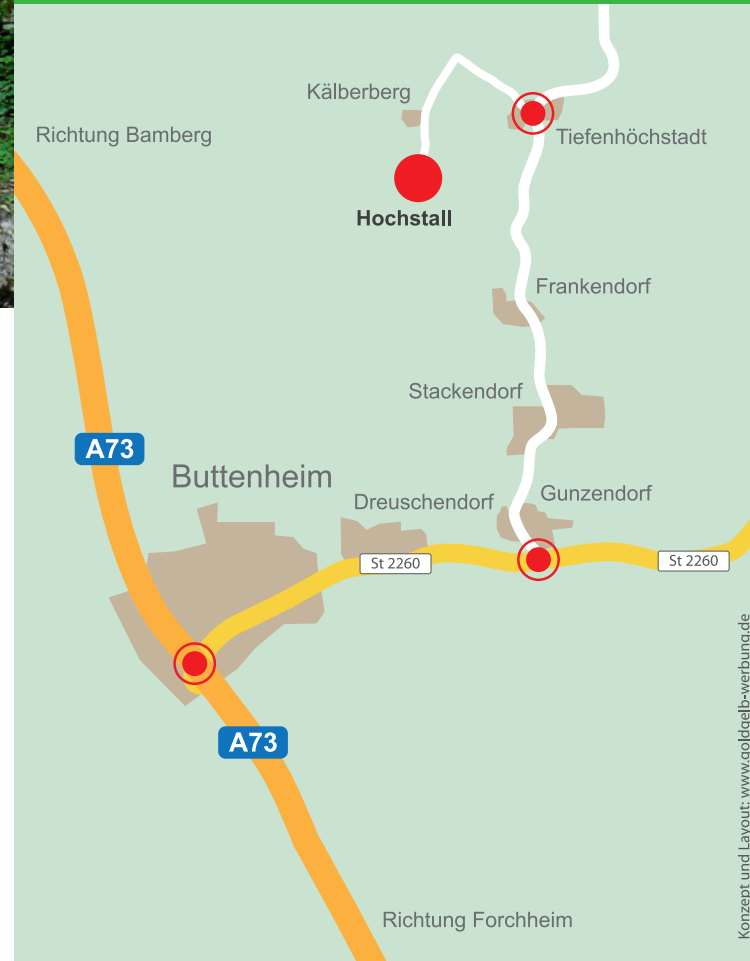 Kälberberg
Richtung Bamberg
Tiefenhöchstadt
Hochstall
Frankendorf
Stackendorf
A73
Buttenheim
Dreuschendorf
Gunzendorf
St 2260
St 2260
A73
Richtung Forchheim
Konzept und Layout: www.goldgelb-werbung.de